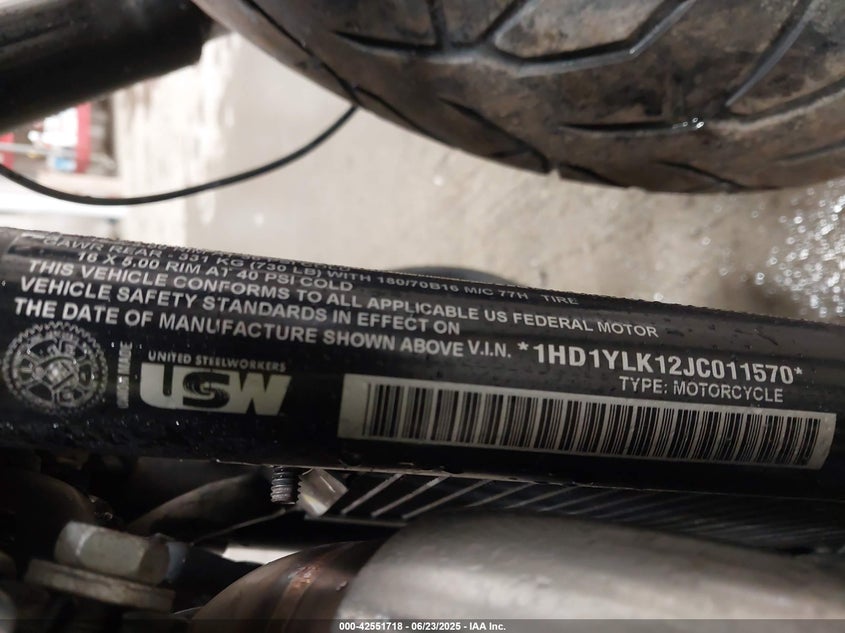 GAWR REAR - 331 KG (730 LB) WITH 180/70B16 M/C 77H TIRE
16 X 5.00 RIM AT 40 PSI COLD
THIS VEHICLE CONFORMS TO ALL APPLICABLE US FEDERAL MOTOR
VEHICLE SAFETY STANDARDS IN EFFECT ON
THE DATE OF MANUFACTURE SHOWN ABOVE V.I.N. *1HD1YLK12JC011570*
TYPE: MOTORCYCLE
UNITED STEELWORKERS
USW
000-42551718 - 06/23/2025 - IAA Inc.